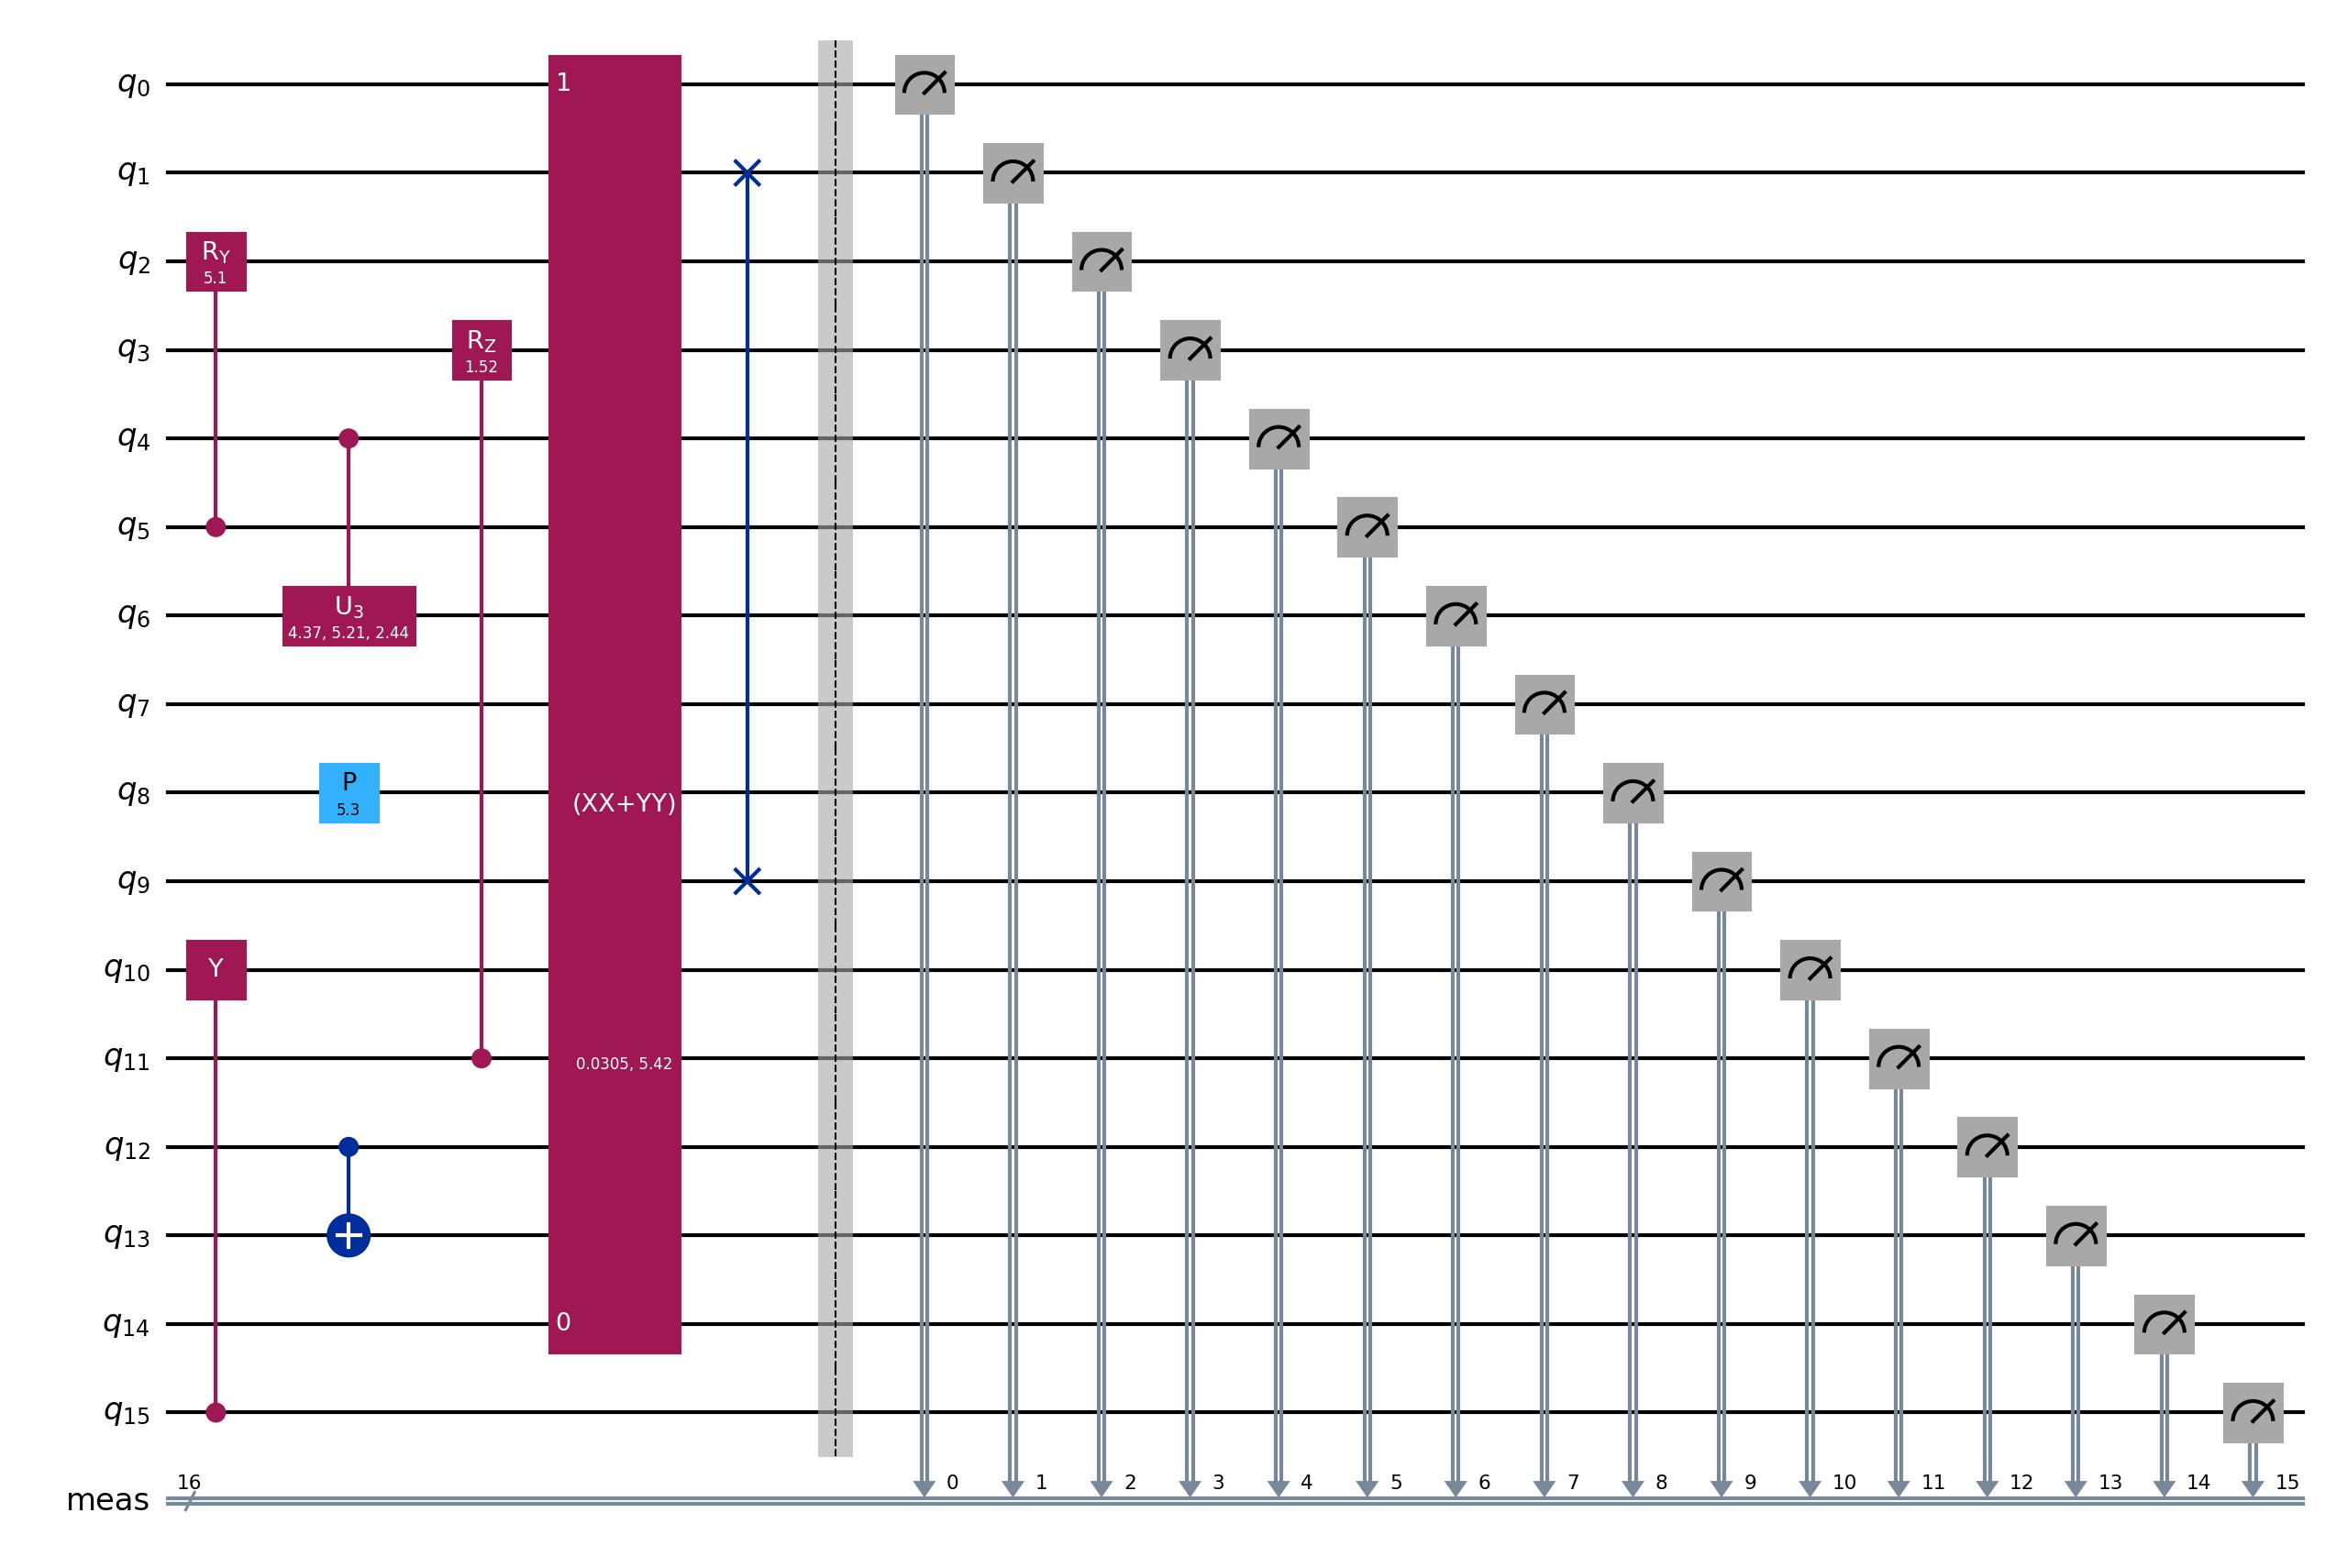 q0
1
q1
q2
RY
5.1
q3
RZ
1.52
q4
q5
q6
U3
4.37, 5.21, 2.44
q7
q8
P
5.3
(XX+YY)
q9
q10
Y
q11
0.0305, 5.42
q12
q13
q14
0
q15
meas
16
0 1 2 3 4 5 6 7 8 9 10 11 12 13 14 15